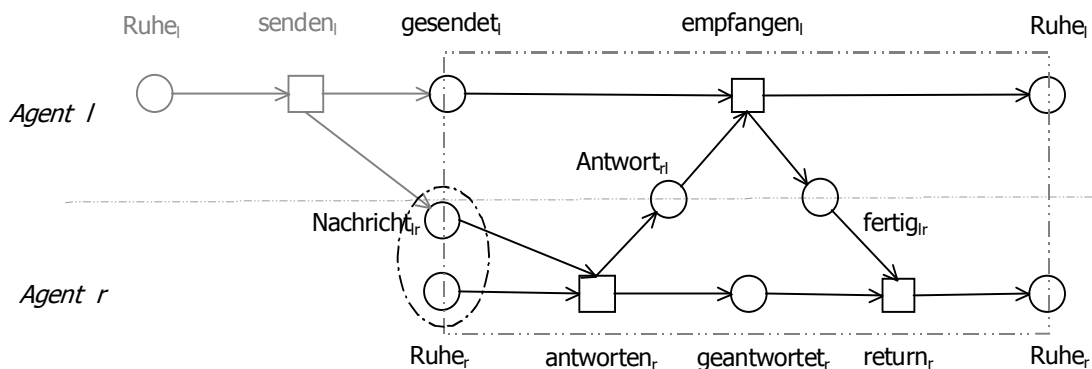 Ruheₗ sendenₗ gesendetₗ empfangenₗ Ruheₗ
Agent l
Antwortᵣₗ
Nachrichtₗᵣ fertigₗᵣ
Agent r
Ruheᵣ antwortenᵣ geantwortetᵣ returnᵣ Ruheᵣ